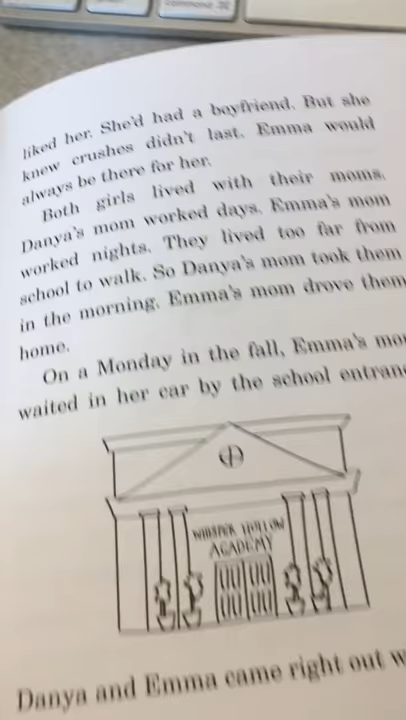 liked her. She'd had a boyfriend. But she
knew crushes didn't last. Emma would
always be there for her.
Both girls lived with their moms.
Danya's mom worked days. Emma's mom
worked nights. They lived too far from
school to walk. So Danya's mom took them
in the morning. Emma's mom drove them
home.
On a Monday in the fall, Emma's
waited in her car by the school
WHISPER HOLLOW
ACADEMY
Danya and Emma came right out